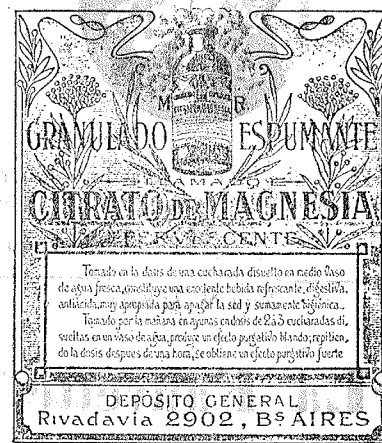 M R
GRANULADO ESPUMANTE
LLAMADO
CITRATO DE MAGNESIA
EFERVESCENTE
Tomado en la dosis de una cucharada disuelto en medio vaso
de agua fresca, constituye una excelente bebida refrescante, digestiva,
antiácida, muy apropiada para apagar la sed y sumamente higiénica.
Tomado por la mañana en ayunas en dosis de 2 a 3 cucharadas di,
sueltas en un vaso de agua, produce un efecto purgativo blando; repitien,
do la dosis despues de una hora, se obtiene un efecto purgativo fuerte
DEPÓSITO GENERAL
Rivadavia 2902, Bs AIRES